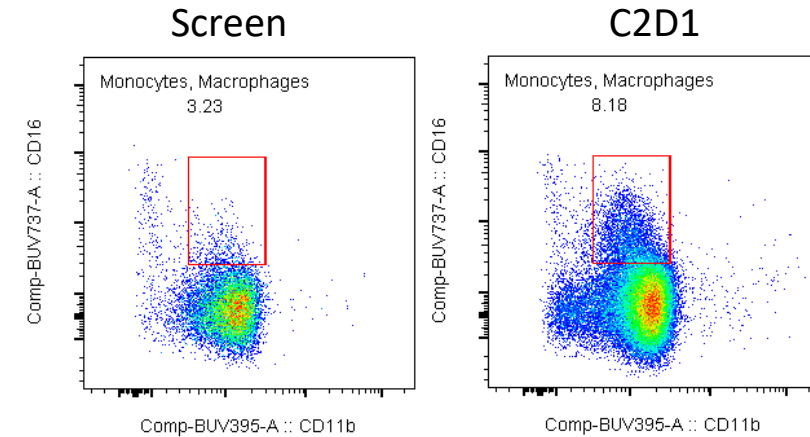 Screen
Monocytes, Macrophages
3.23
Comp-BUV737-A :: CD16
Comp-BUV395-A :: CD11b
C2D1
Monocytes, Macrophages
8.18
Comp-BUV737-A :: CD16
Comp-BUV395-A :: CD11b